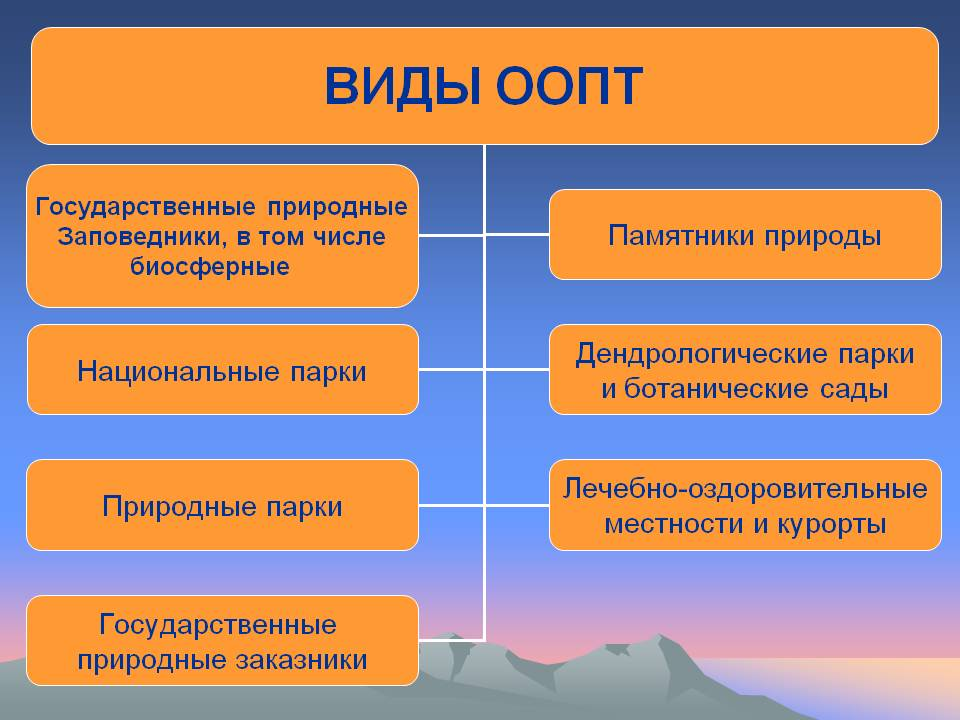 ВИДЫ ООПТ
Государственные природные
Заповедники, в том числе
биосферные
Национальные парки
Природные парки
Государственные
природные заказники
Памятники природы
Дендрологические парки
и ботанические сады
Лечебно-оздоровительные
местности и курорты